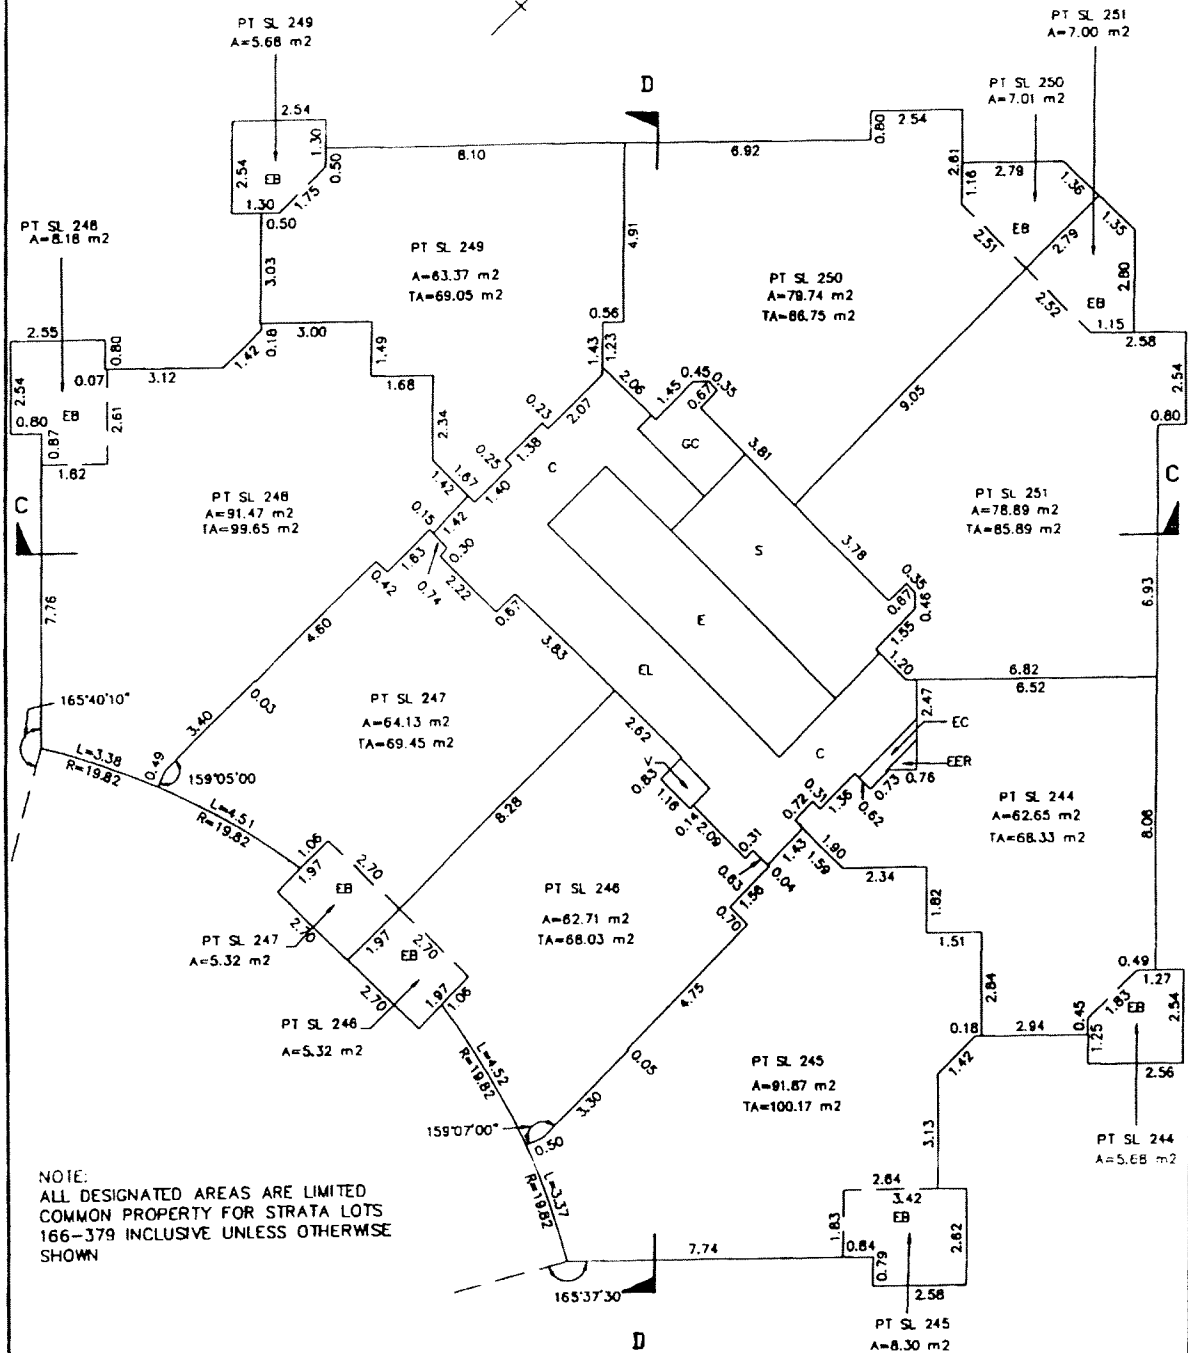 PT SL 249
A=5.68 m2
PT SL 251
A=7.00 m2
PT SL 250
A=7.01 m2
D
2.54
1.30
0.50
2.54
EB
1.75
1.30
0.50
8.10
6.92
0.80
2.54
2.61
1.16
2.79
1.36
1.35
EB
2.51
2.79
2.80
2.52
EB
1.15
2.58
2.54
0.80
PT SL 248
A=8.18 m2
PT SL 249
A=63.37 m2
TA=69.05 m2
4.91
PT SL 250
A=79.74 m2
TA=86.75 m2
3.03
0.18
3.00
1.49
1.68
2.34
0.56
1.43
1.23
2.55
0.80
0.07
3.12
1.42
2.54
EB
2.61
0.80
0.87
1.82
2.06
1.45
0.45
0.35
0.67
GC
3.81
9.05
0.23
2.07
1.38
0.25
1.40
1.67
1.42
C
C
C
PT SL 248
A=91.47 m2
TA=99.65 m2
0.15
1.42
0.30
1.63
0.42
0.74
2.22
0.67
3.83
S
3.78
0.35
0.67
0.46
1.55
1.20
PT SL 251
A=78.89 m2
TA=85.89 m2
6.93
7.76
4.60
0.03
3.40
E
EL
6.82
6.52
2.47
165°40'10"
L=3.38
R=19.82
0.49
159°05'00
PT SL 247
A=64.13 m2
TA=69.45 m2
2.62
V
0.83
1.16
0.14
2.09
0.31
0.63
C
EC
EER
0.76
0.73
0.62
1.36
0.31
0.72
1.43
0.04
1.56
0.70
1.90
1.59
2.34
1.82
1.51
PT SL 244
A=62.65 m2
TA=68.33 m2
8.06
L=4.51
R=19.82
1.06
1.97
2.70
EB
2.70
8.28
PT SL 247
A=5.32 m2
1.97
2.70
EB
2.70
1.97
1.06
PT SL 246
A=62.71 m2
TA=68.03 m2
PT SL 246
A=5.32 m2
4.75
0.05
3.30
2.84
0.18
2.94
1.42
0.49
1.27
1.83
0.45
1.25
EB
2.54
2.56
L=4.52
R=19.82
159°07'00"
0.50
PT SL 245
A=91.87 m2
TA=100.17 m2
3.13
PT SL 244
A=5.68 m2
L=3.37
R=19.82
165°37'30
7.74
2.64
3.42
EB
1.83
0.84
0.79
2.62
2.58
NOTE:
ALL DESIGNATED AREAS ARE LIMITED
COMMON PROPERTY FOR STRATA LOTS
166-379 INCLUSIVE UNLESS OTHERWISE
SHOWN
D
PT SL 245
A=8.30 m2